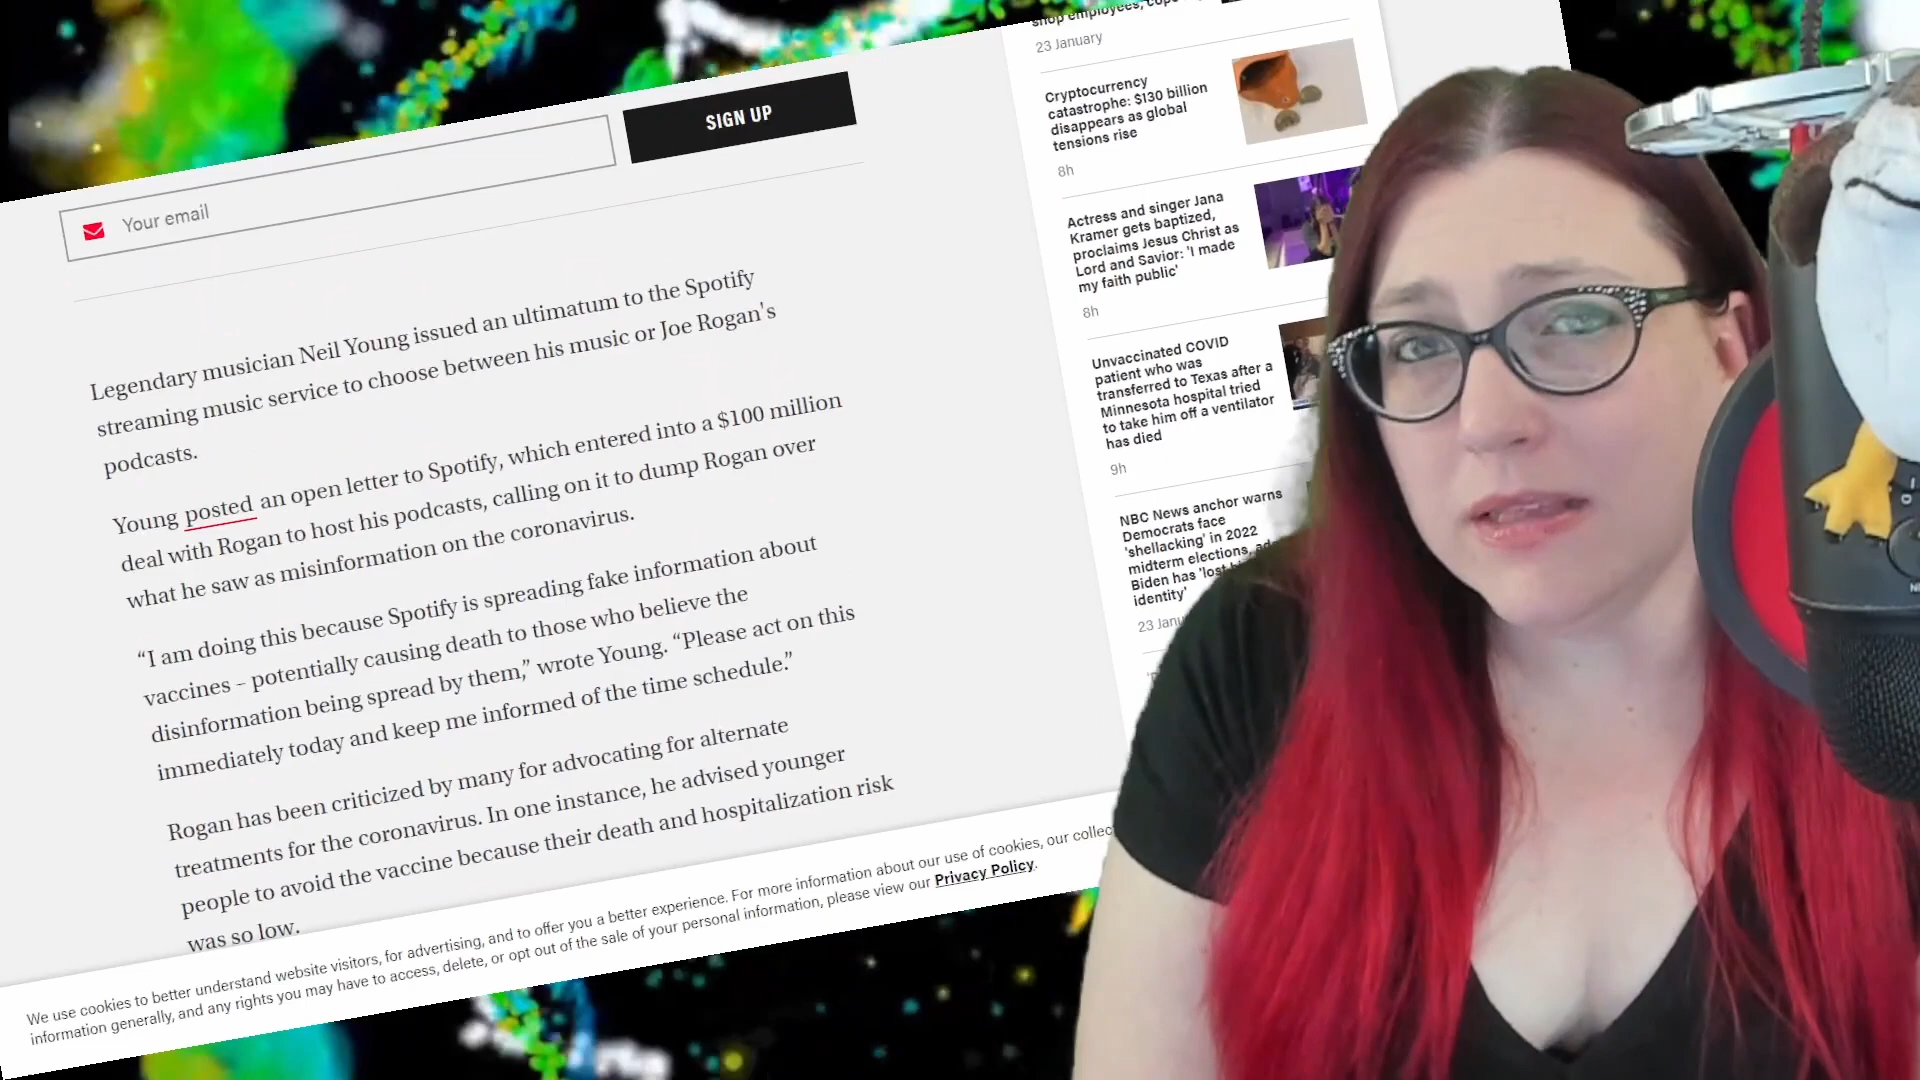 SIGN UP
Your email
Legendary musician Neil Young issued an ultimatum to the Spotify
streaming music service to choose between his music or Joe Rogan's
podcasts.
Young posted an open letter to Spotify, which entered into a $100 million
deal with Rogan to host his podcasts, calling on it to dump Rogan over
what he saw as misinformation on the coronavirus.
“I am doing this because Spotify is spreading fake information about
vaccines – potentially causing death to those who believe the
disinformation being spread by them,” wrote Young. “Please act on this
immediately today and keep me informed of the time schedule.”
Rogan has been criticized by many for advocating for alternate
treatments for the coronavirus. In one instance, he advised younger
people to avoid the vaccine because their death and hospitalization risk
was so low.
shop employees,
23 January
Cryptocurrency
catastrophe: $130 billion
disappears as global
tensions rise
8h
Actress and singer Jana
Kramer gets baptized,
proclaims Jesus Christ as
Lord and Savior: 'I made
my faith public'
8h
Unvaccinated COVID
patient who was
transferred to Texas after a
Minnesota hospital tried
to take him off a ventilator
has died
9h
NBC News anchor warns
Democrats face
'shellacking' in 2022
midterm elections,
Biden has 'lost
identity'
23
We use cookies to better understand website visitors, for advertising, and to offer you a better experience. For more information about our use of cookies, our
information generally, and any rights you may have to access, delete, or opt out of the sale of your personal information, please view our Privacy Policy.